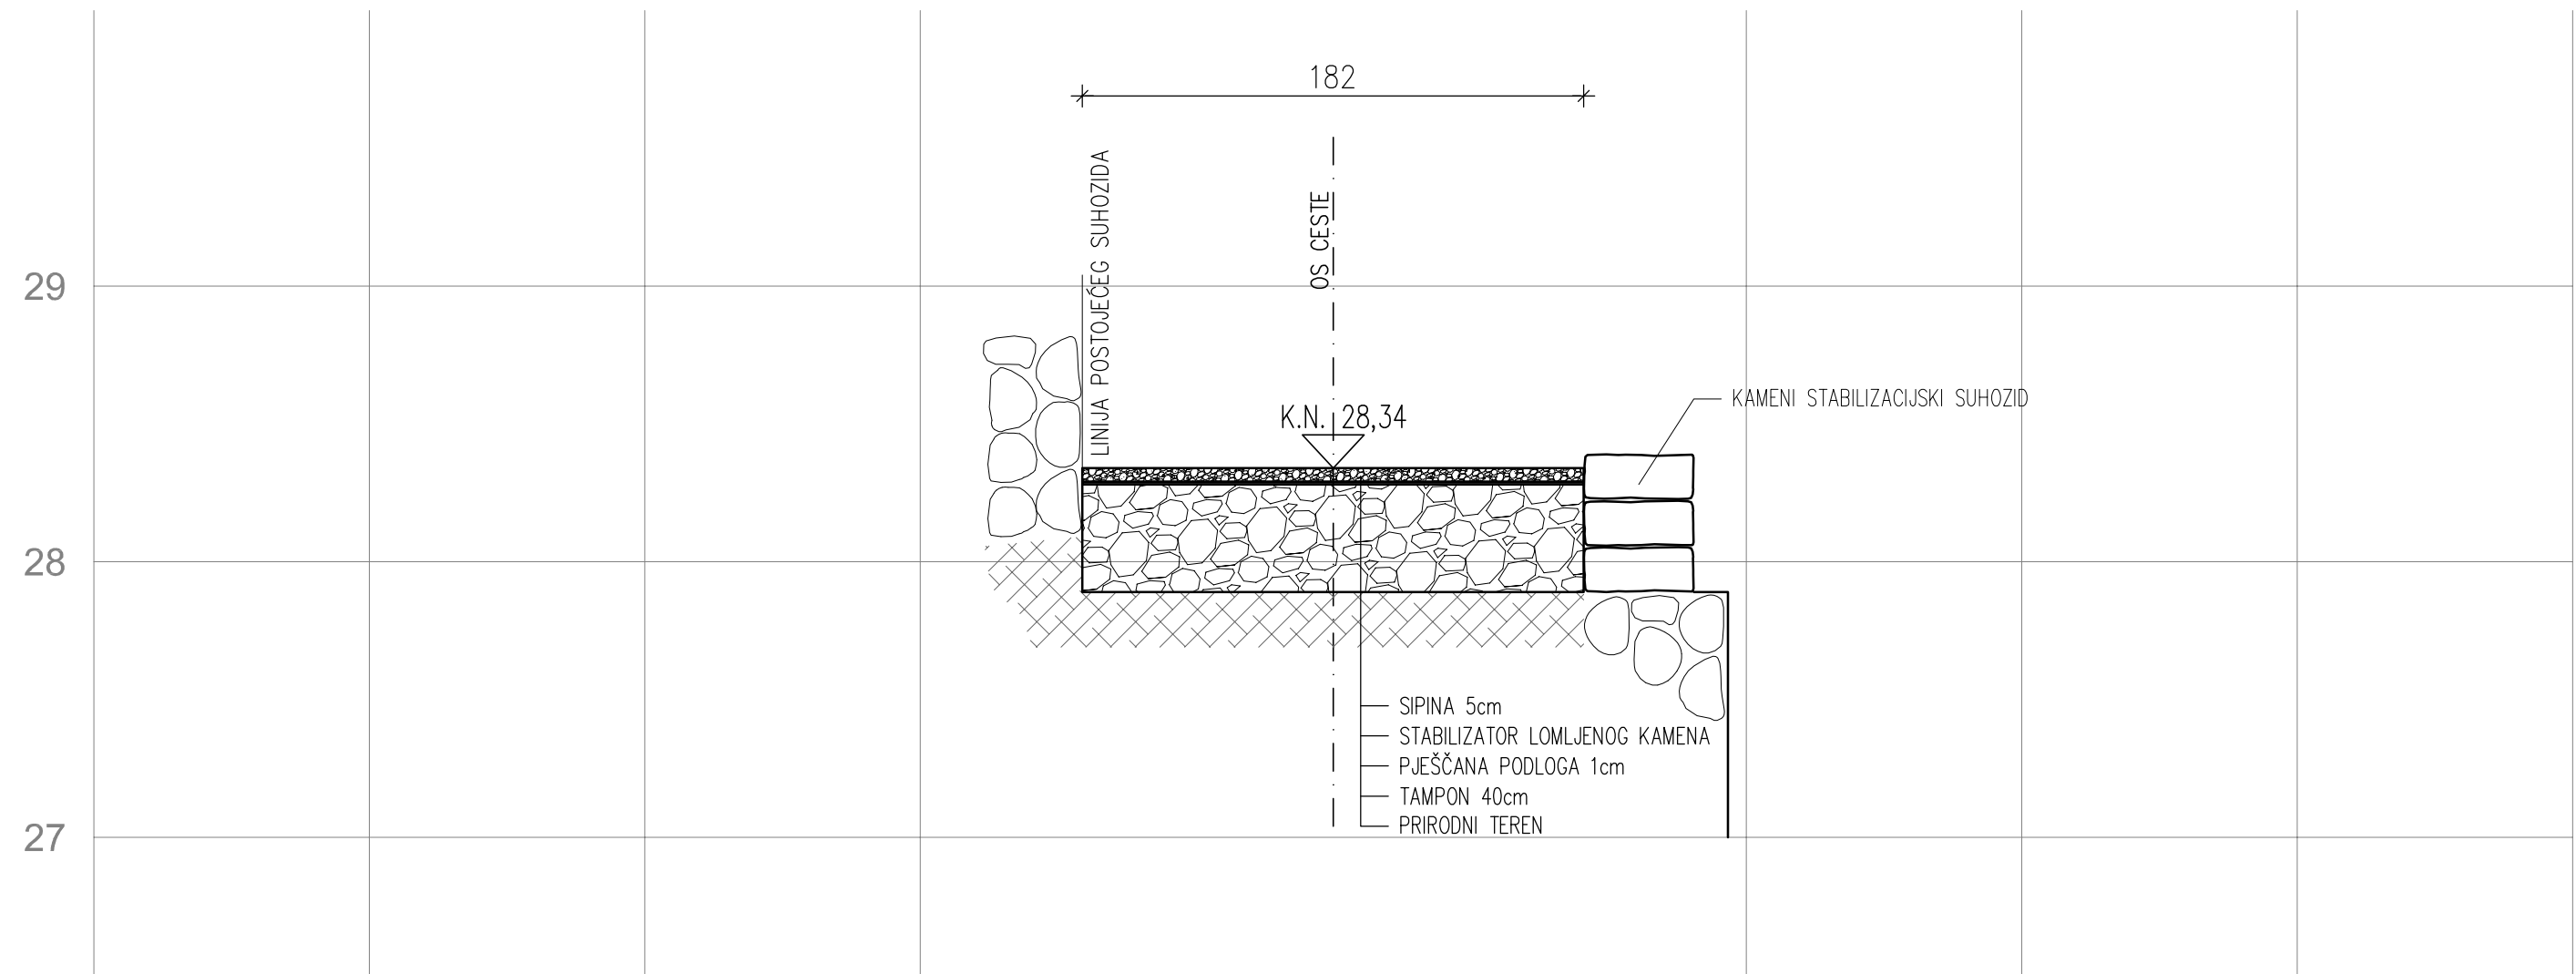 182
LINIJA POSTOJEĆEG SUHOZIDA
OS CESTE
29
KAMENI STABILIZACIJSKI SUHOZID
K.N. 28,34
28
SIPINA 5cm
STABILIZATOR LOMLJENOG KAMENA
PJEŠČANA PODLOGA 1cm
TAMPON 40cm
PRIRODNI TEREN
27